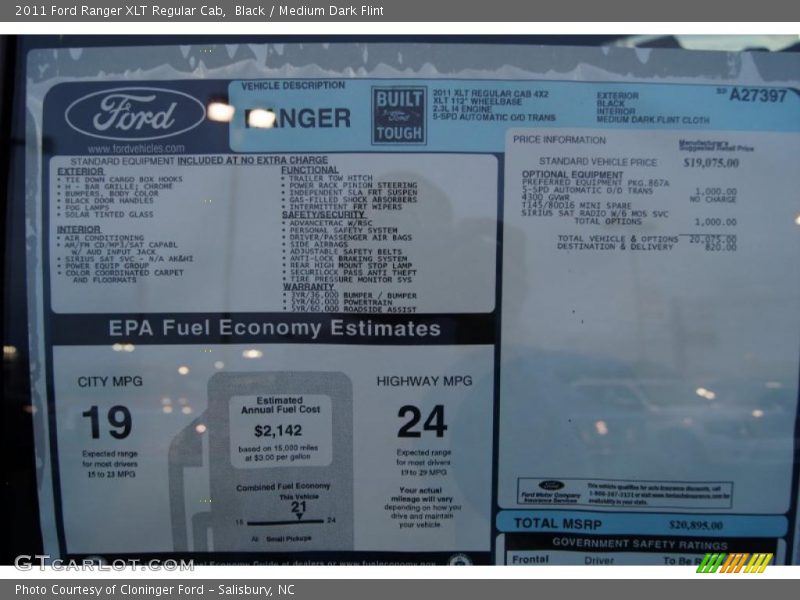 2011 Ford Ranger XLT Regular Cab, Black / Medium Dark Flint
Ford
www.fordvehicles.com
VEHICLE DESCRIPTION
RANGER
BUILT
Ford
TOUGH
2011 XLT REGULAR CAB 4X2
XLT 112" WHEELBASE
2.3L I4 ENGINE
5-SPD AUTOMATIC O/D TRANS
EXTERIOR
BLACK
INTERIOR
MEDIUM DARK FLINT CLOTH
A27397
STANDARD EQUIPMENT INCLUDED AT NO EXTRA CHARGE
EXTERIOR
• TIE DOWN CARGO BOX HOOKS
• H - BAR GRILLE; CHROME
• BUMPERS, BODY COLOR
• BLACK DOOR HANDLES
• FOG LAMPS
• SOLAR TINTED GLASS
INTERIOR
• AIR CONDITIONING
• AM/FM CD/MP3/SAT CAPABL
W/ AUD INPUT JACK
• SIRIUS SAT SVC - N/A AK&HI
• POWER EQUIP GROUP
• COLOR COORDINATED CARPET
AND FLOORMATS
FUNCTIONAL
• TRAILER TOW HITCH
• POWER RACK PINION STEERING
• INDEPENDENT SLA FRT SUSPEN
• GAS-FILLED SHOCK ABSORBERS
• INTERMITTENT FRT WIPERS
SAFETY/SECURITY
• ADVANCETRAC W/RSC
• PERSONAL SAFETY SYSTEM
• DRIVER/PASSENGER AIR BAGS
• SIDE AIRBAGS
• ADJUSTABLE SAFETY BELTS
• ANTI-LOCK BRAKING SYSTEM
• REAR HIGH MOUNT STOP LAMP
• SECURILOCK PASS ANTI THEFT
• TIRE PRESSURE MONITOR SYS
WARRANTY
• 3YR/36,000 BUMPER / BUMPER
• 5YR/60,000 POWERTRAIN
• 5YR/60,000 ROADSIDE ASSIST
PRICE INFORMATION
Manufacturer's
Suggested Retail Price
STANDARD VEHICLE PRICE $19,075.00
OPTIONAL EQUIPMENT
PREFERRED EQUIPMENT PKG.867A
5-SPD AUTOMATIC O/D TRANS 1,000.00
4300 GVWR NO CHARGE
T145/80D16 MINI SPARE
SIRIUS SAT RADIO W/6 MOS SVC
TOTAL OPTIONS 1,000.00
TOTAL VEHICLE & OPTIONS 20,075.00
DESTINATION & DELIVERY 820.00
EPA Fuel Economy Estimates
CITY MPG
19
Expected range
for most drivers
15 to 23 MPG
Estimated
Annual Fuel Cost
$2,142
based on 15,000 miles
at $3.00 per gallon
Combined Fuel Economy
This Vehicle
21
24
All Small Pickups
HIGHWAY MPG
24
Expected range
for most drivers
19 to 29 MPG
Your actual
mileage will vary
depending on how you
drive and maintain
your vehicle.
Ford Motor Company
Insurance Services
TOTAL MSRP $20,895.00
GOVERNMENT SAFETY RATINGS
Frontal Driver To Be
GTCarLot.com
Photo Courtesy of Cloninger Ford – Salisbury, NC